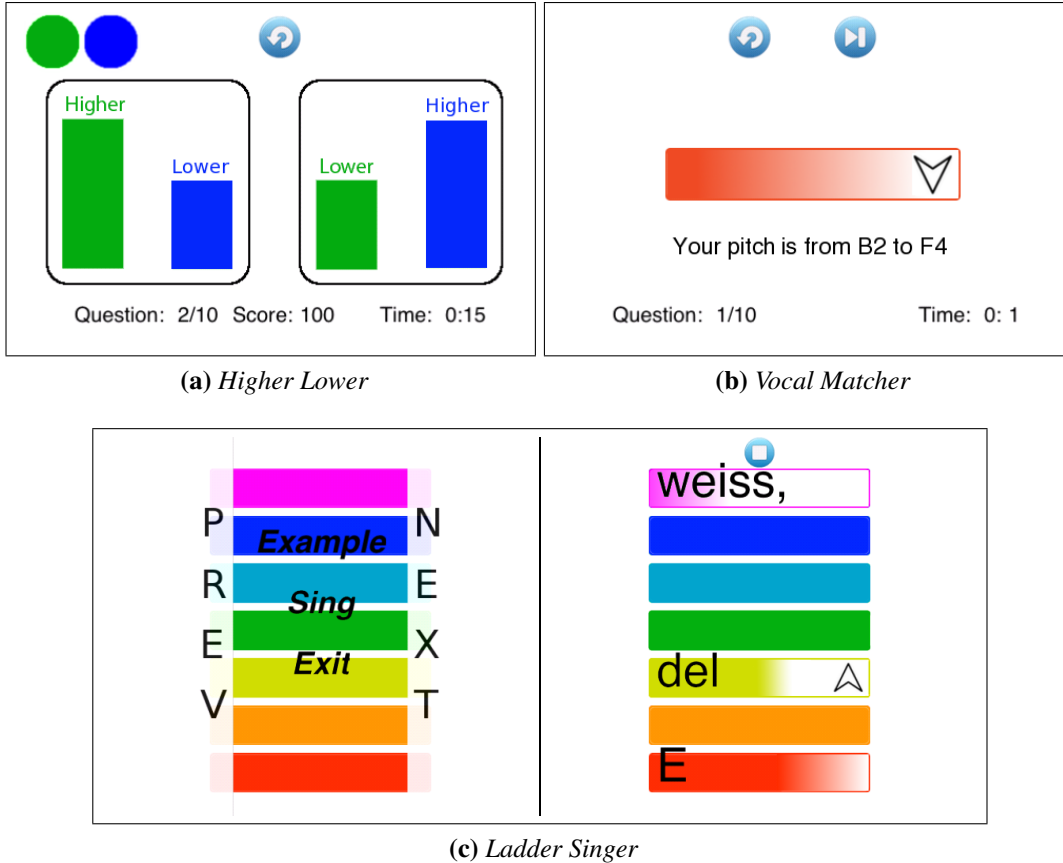 Higher
Lower
Higher
Lower
Question: 2/10 Score: 100 Time: 0:15
(a) Higher Lower
Your pitch is from B2 to F4
Question: 1/10 Time: 0: 1
(b) Vocal Matcher
P N
Example
R E
Sing
E X
Exit
V T
weiss,
del
E
(c) Ladder Singer